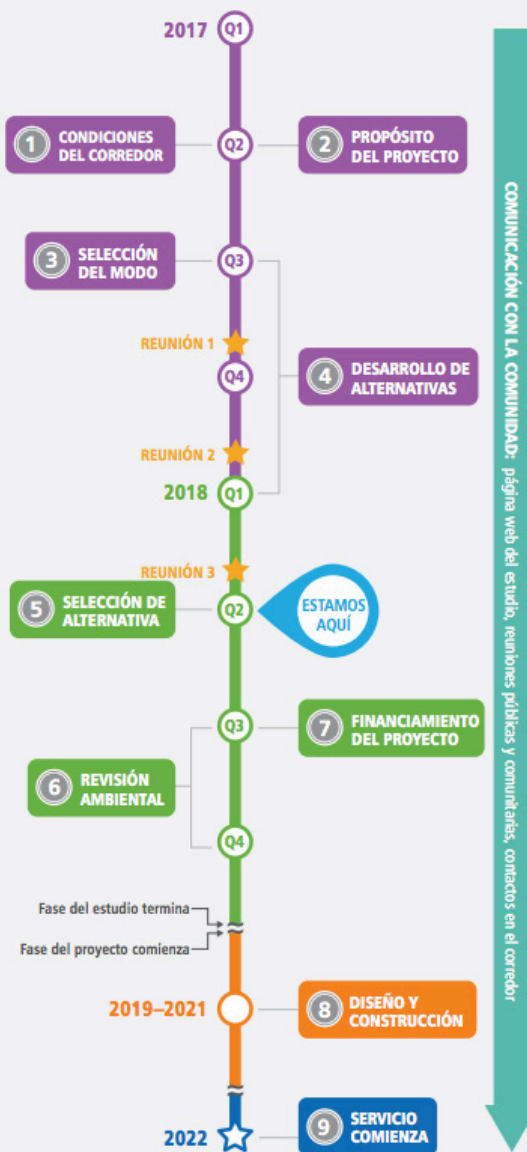 2017
Q1
1
CONDICIONES
DEL CORREDOR
Q2
2
PROPÓSITO
DEL PROYECTO
3
SELECCIÓN
DEL MODO
Q3
REUNIÓN 1
Q4
4
DESARROLLO DE
ALTERNATIVAS
REUNIÓN 2
2018
Q1
REUNIÓN 3
5
SELECCIÓN DE
ALTERNATIVA
Q2
ESTAMOS
AQUÍ
Q3
7
FINANCIAMIENTO
DEL PROYECTO
6
REVISIÓN
AMBIENTAL
Q4
Fase del estudio termina
Fase del proyecto comienza
2019–2021
8
DISEÑO Y
CONSTRUCCIÓN
2022
9
SERVICIO
COMIENZA
COMUNICACIÓN CON LA COMUNIDAD: página web del estudio, reuniones públicas y comunitarias, contactos en el corredor